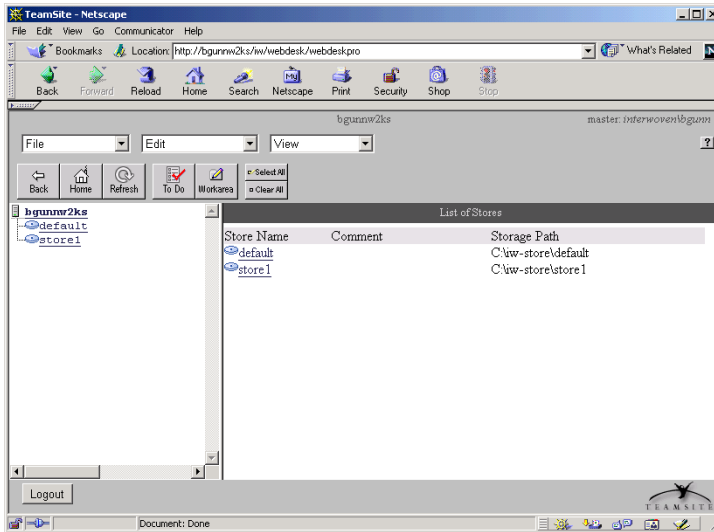 TeamSite - Netscape
File Edit View Go Communicator Help
Bookmarks Location: http://bgunnw2ks/iw/webdesk/webdeskpro What's Related
Back Forward Reload Home Search Netscape Print Security Shop Stop
bgunnw2ks master: interwoven\bgunn
File Edit View ?
Back Home Refresh To Do Workarea Select All
Clear All
bgunnw2ks List of Stores
default
store1
Store Name Comment Storage Path
default C:\iw-store\default
store1 C:\iw-store\store1
Logout
TEAMSITE
Document: Done